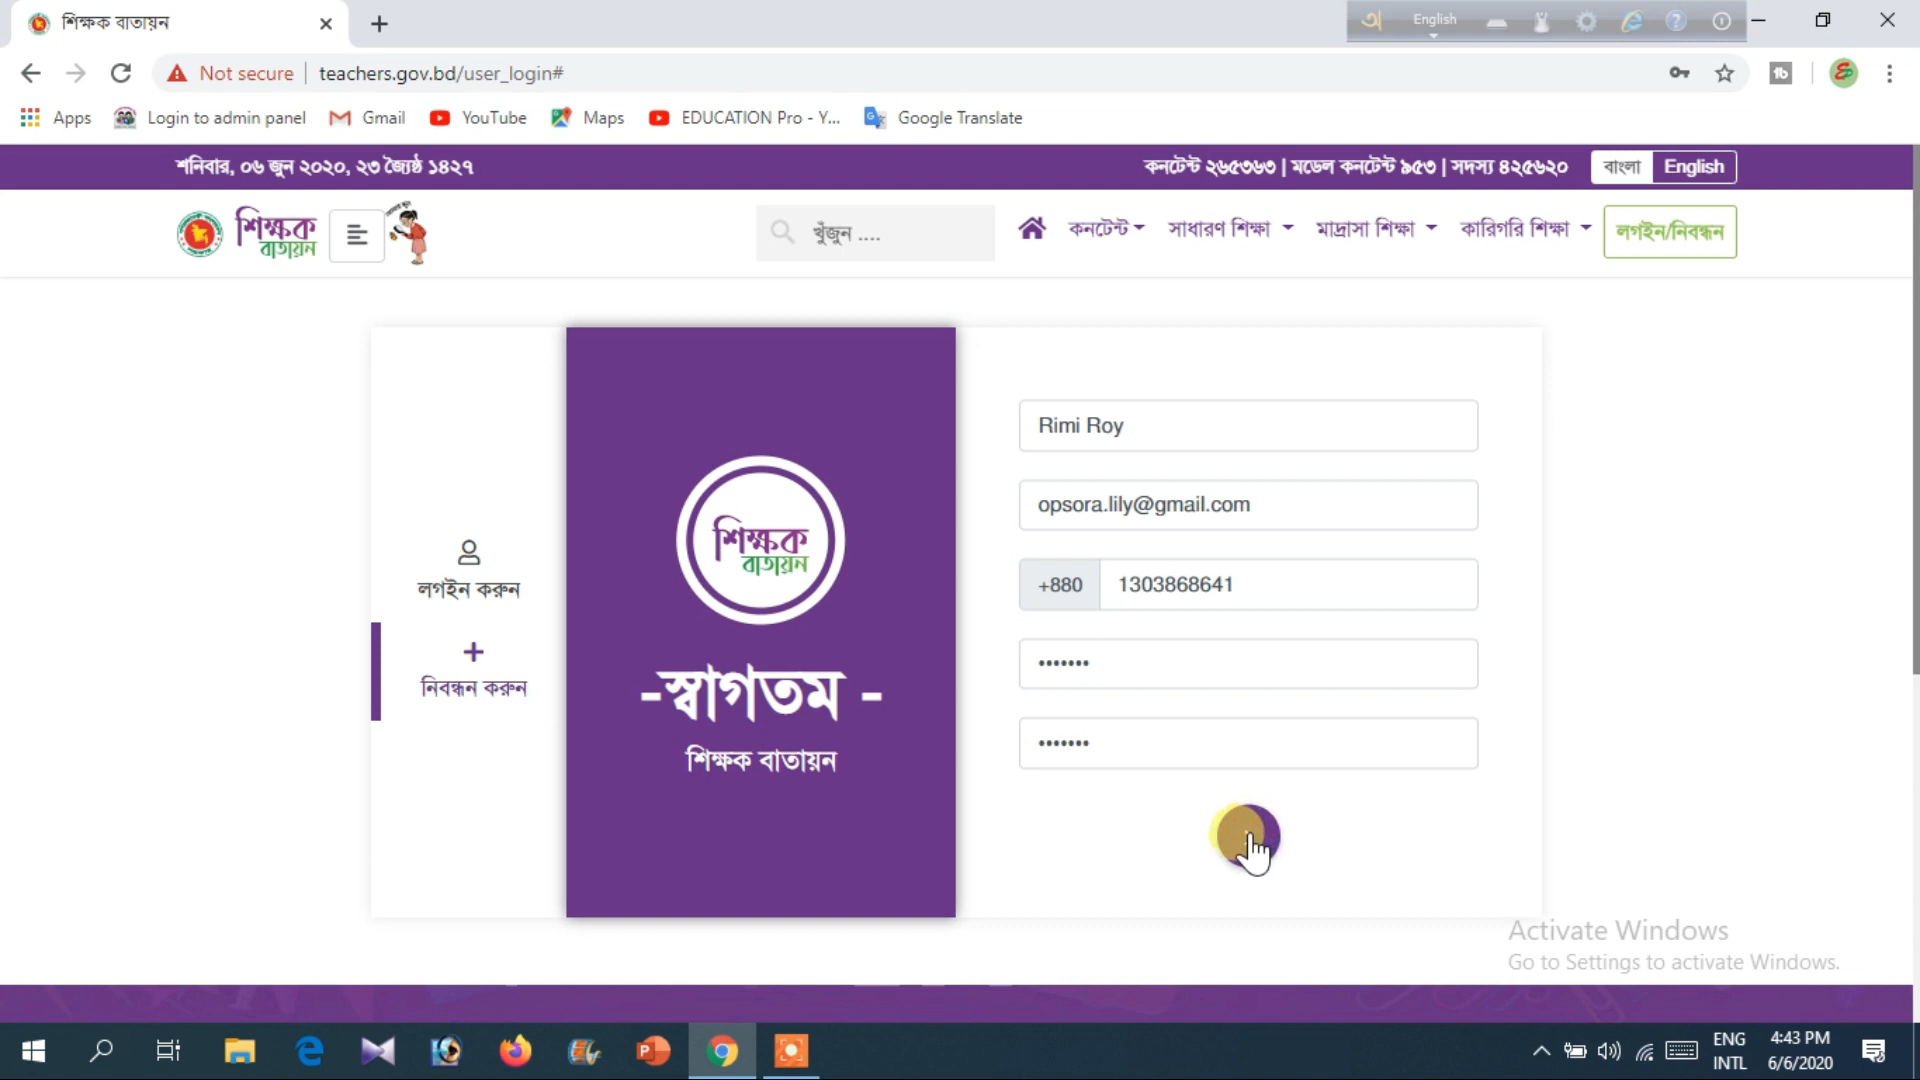 শিক্ষক বাতায়ন
English
Not secure
teachers.gov.bd/user_login#
Apps
Login to admin panel
Gmail
YouTube
Maps
EDUCATION Pro - Y...
Google Translate
শনিবার, ০৬ জুন ২০২০, ২৩ জ্যৈষ্ঠ ১৪২৭
কনটেন্ট ২৬৫৩৬৩ | মডেল কনটেন্ট ৯৫৩ | সদস্য ৪২৫৬২০
বাংলা English
শিক্ষক
বাতায়ন
খুঁজুন ....
কনটেন্ট
সাধারণ শিক্ষা
মাদ্রাসা শিক্ষা
কারিগরি শিক্ষা
লগইন/নিবন্ধন
লগইন করুন
নিবন্ধন করুন
শিক্ষক
বাতায়ন
-স্বাগতম -
শিক্ষক বাতায়ন
Rimi Roy
opsora.lily@gmail.com
+880 1303868641
•••••••
•••••••
Activate Windows
Go to Settings to activate Windows.
ENG
INTL
4:43 PM
6/6/2020